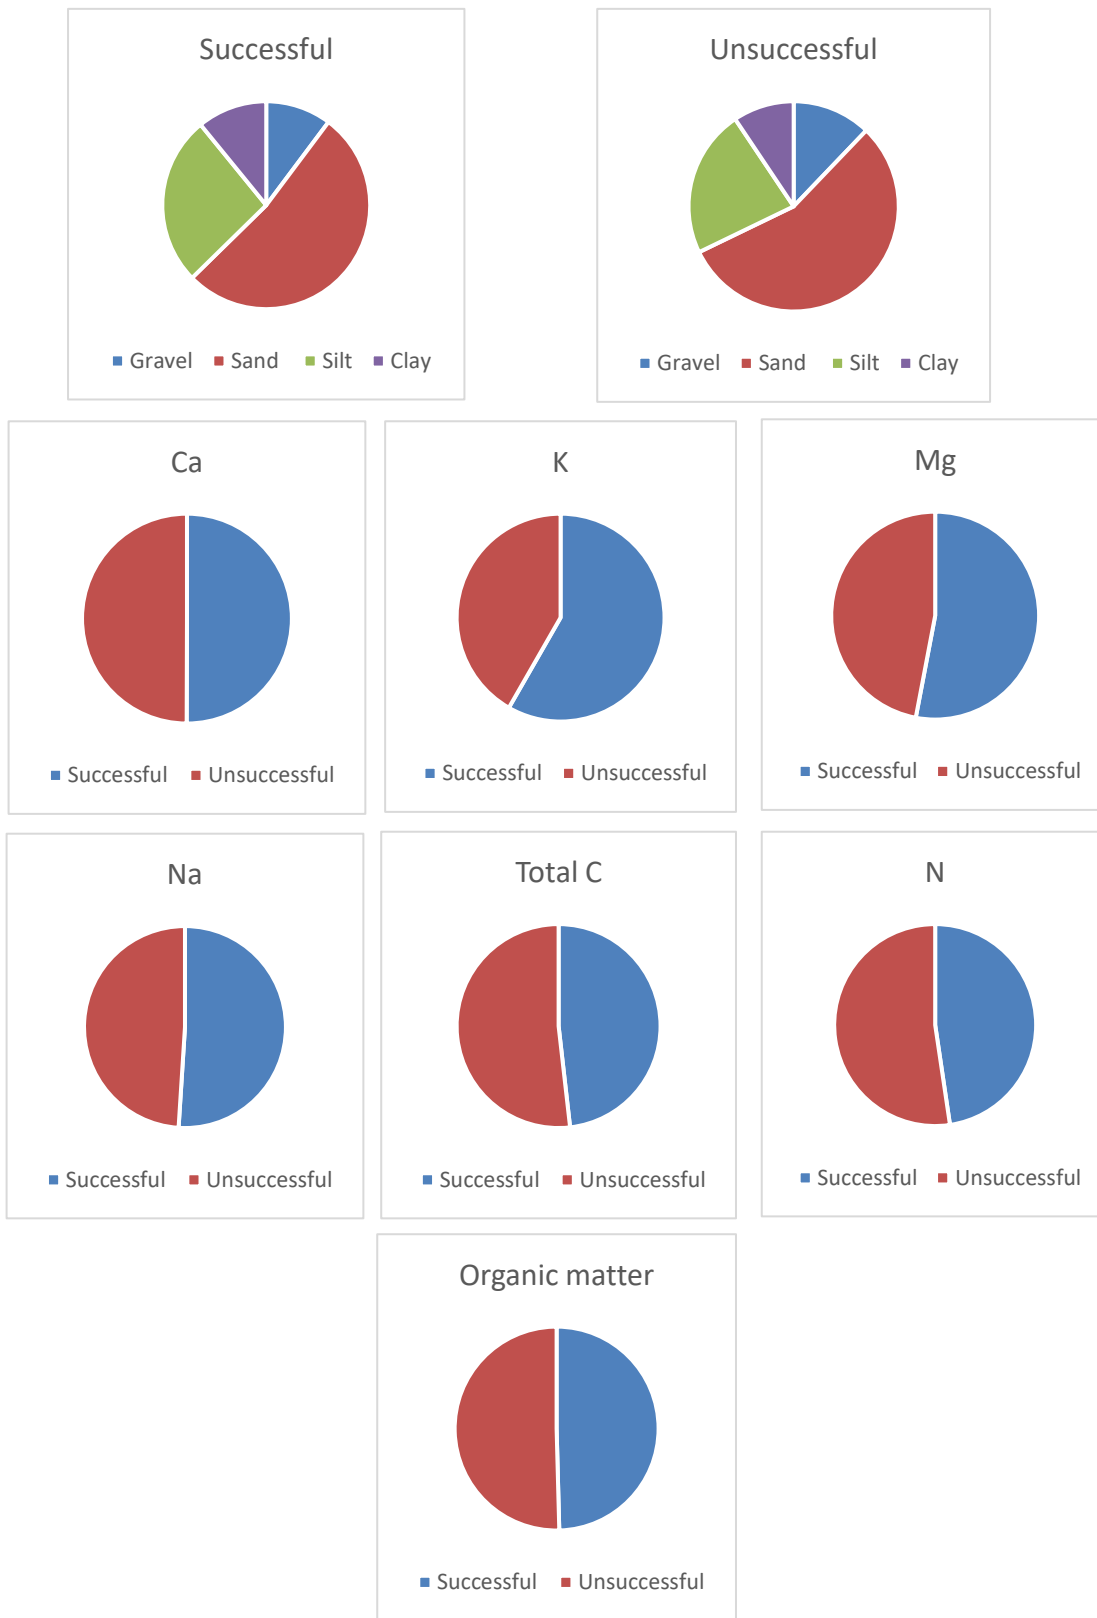 Successful
Unsuccessful
Gravel Sand Silt Clay
Gravel Sand Silt Clay
Ca
K
Mg
Successful Unsuccessful
Successful Unsuccessful
Successful Unsuccessful
Na
Total C
N
Successful Unsuccessful
Successful Unsuccessful
Successful Unsuccessful
Organic matter
Successful Unsuccessful